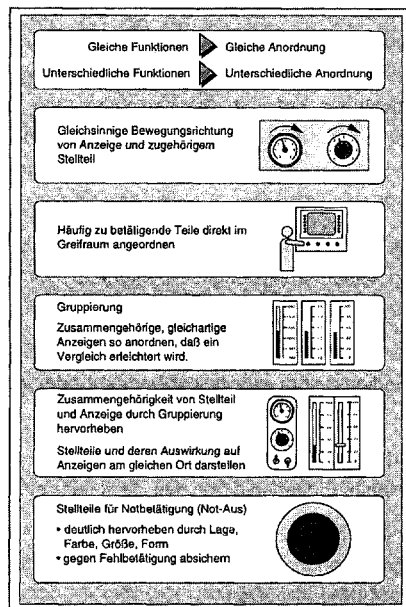 Gleiche Funktionen Gleiche Anordnung
Unterschiedliche Funktionen Unterschiedliche Anordnung
Gleichsinnige Bewegungsrichtung
von Anzeige und zugehörigem
Stellteil
Häufig zu betätigende Teile direkt im
Greifraum angeordnen
Gruppierung
Zusammengehörige, gleichartige
Anzeigen so anordnen, daß ein
Vergleich erleichtert wird.
Zusammengehörigkeit von Stellteil
und Anzeige durch Gruppierung
hervorheben
Stellteile und deren Auswirkung auf
Anzeigen am gleichen Ort darstellen
Stellteile für Notbetätigung (Not-Aus)
• deutlich hervorheben durch Lage,
Farbe, Größe, Form
• gegen Fehlbetätigung absichern